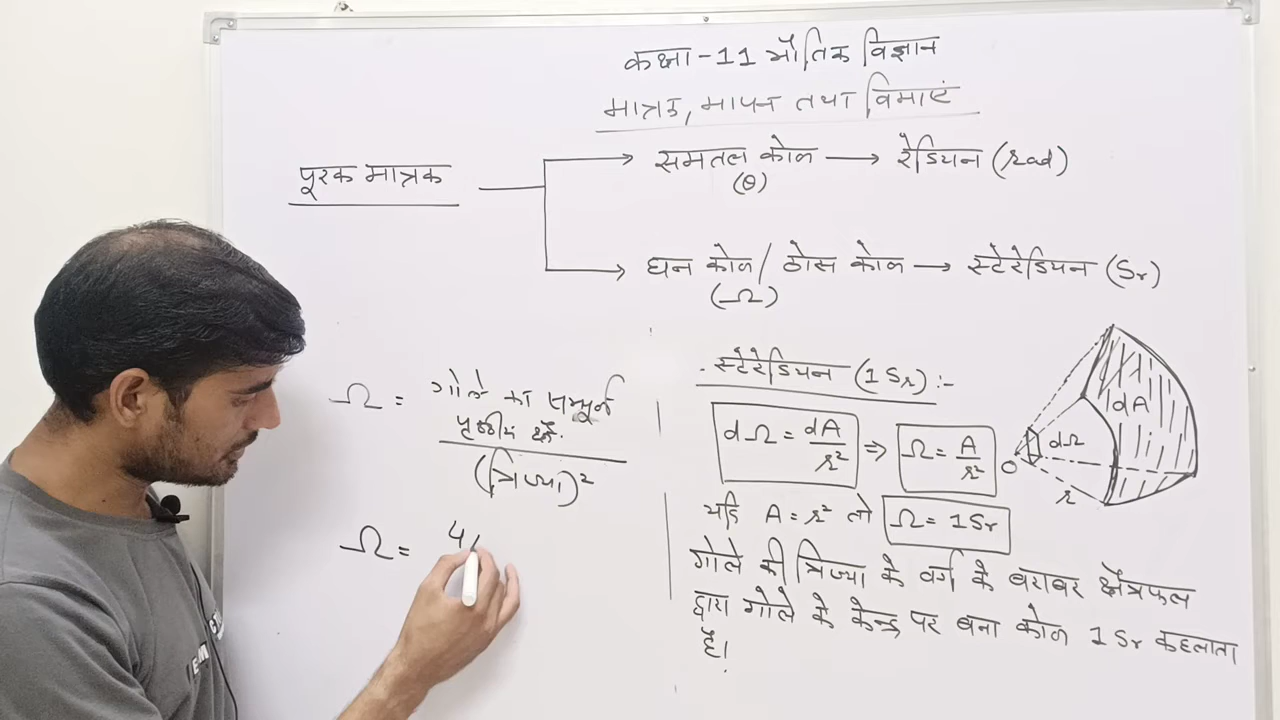 कक्षा-11 भौतिक विज्ञान
मात्रक, मापन तथा विमाएं
पूरक मात्रक
समतल कोण → रेडियन (rad)
(θ)
घन कोण / ठोस कोण → स्टेरेडियन (Sr)
(Ω)
Ω = गोले का सम्पूर्ण
पृष्ठीय क्षे.
(त्रिज्या)²
Ω = 4
स्टेरेडियन (1 Sr) :-
dΩ = dA/r² ⇒ Ω = A/r²
यदि A = r² तो Ω = 1 Sr
गोले की त्रिज्या के वर्ग के बराबर क्षेत्रफल
द्वारा गोले के केन्द्र पर बना कोण 1 Sr कहलाता
है।
dA
dΩ
O
r